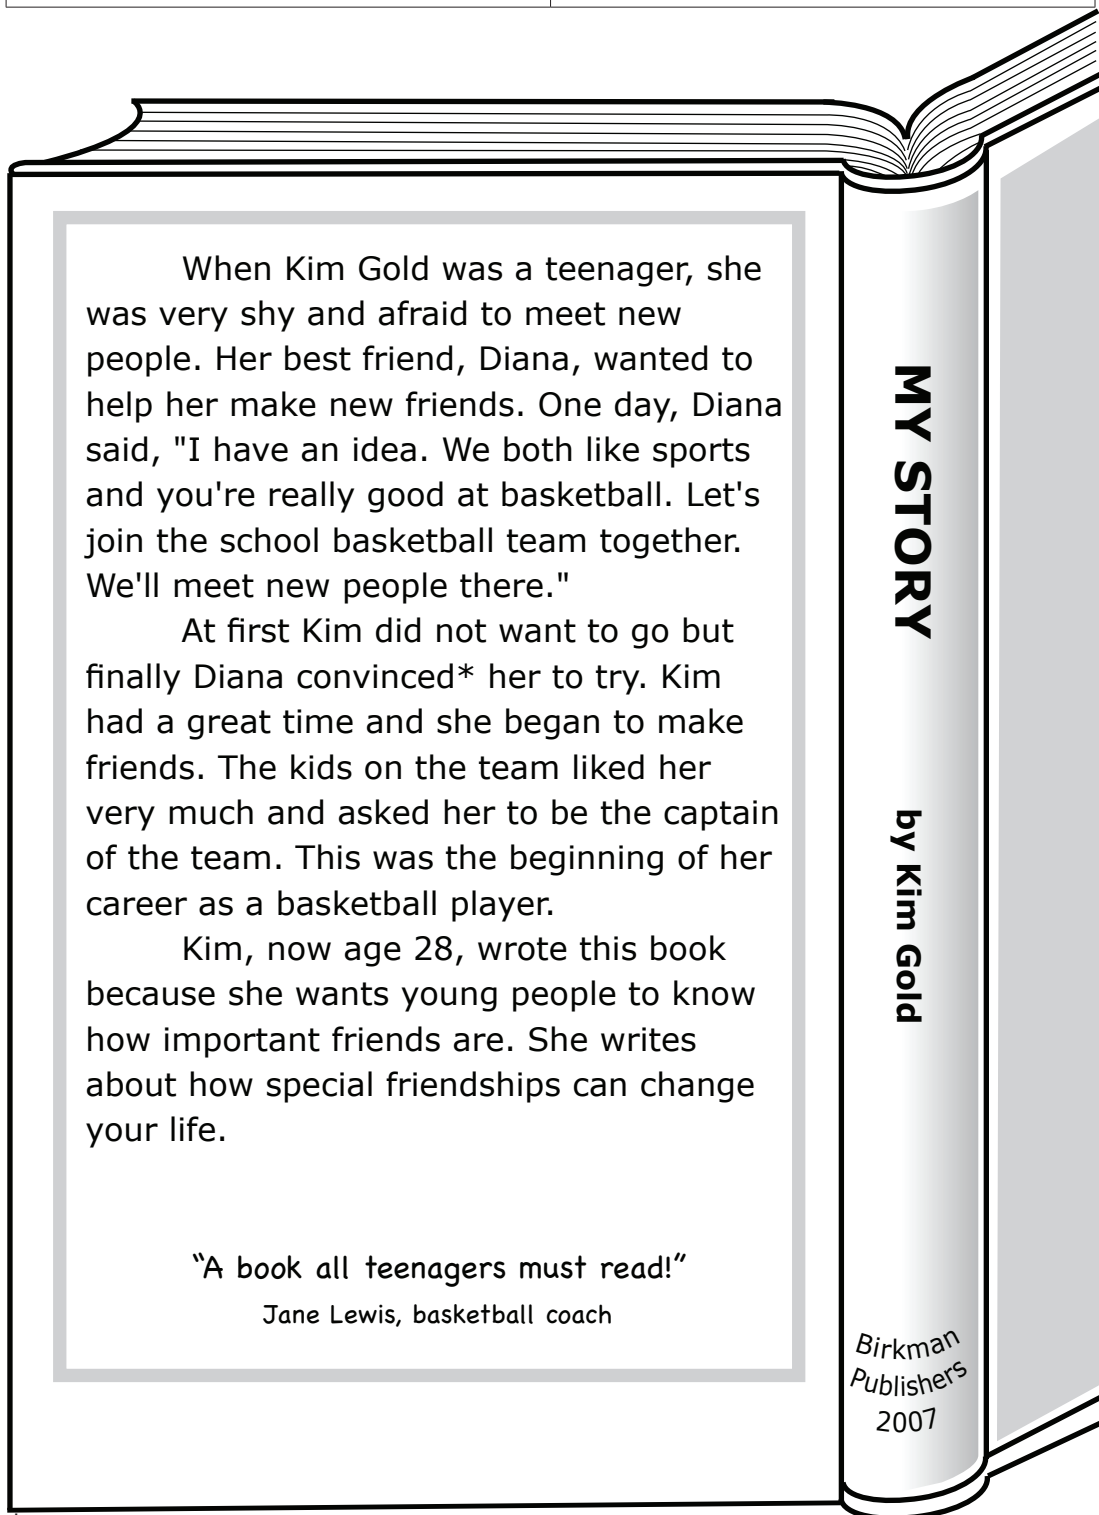 When Kim Gold was a teenager, she
was very shy and afraid to meet new
people. Her best friend, Diana, wanted to
help her make new friends. One day, Diana
said, "I have an idea. We both like sports
and you're really good at basketball. Let's
join the school basketball team together.
We'll meet new people there."
At first Kim did not want to go but
finally Diana convinced* her to try. Kim
had a great time and she began to make
friends. The kids on the team liked her
very much and asked her to be the captain
of the team. This was the beginning of her
career as a basketball player.
Kim, now age 28, wrote this book
because she wants young people to know
how important friends are. She writes
about how special friendships can change
your life.
“A book all teenagers must read!”
Jane Lewis, basketball coach
MY STORY
by Kim Gold
Birkman
Publishers
2007